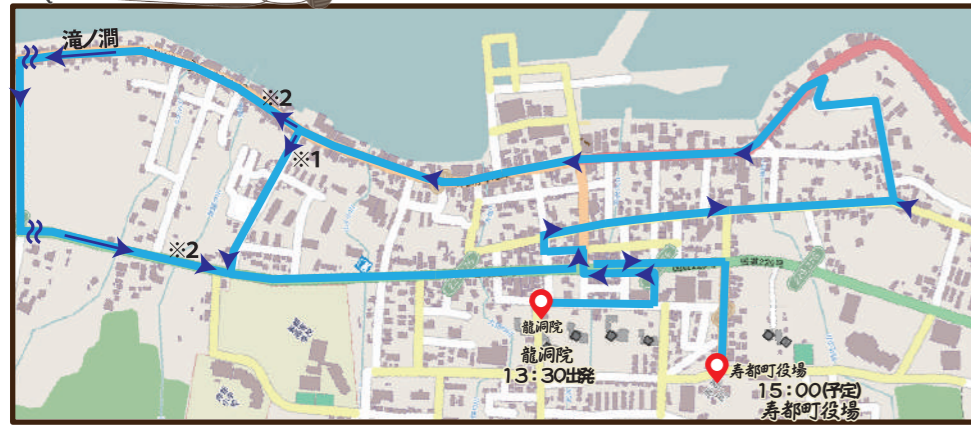 滝ノ澗
※2
※1
※2
龍洞院
龍洞院
13:30出発
寿都町役場
15:00(予定)
寿都町役場